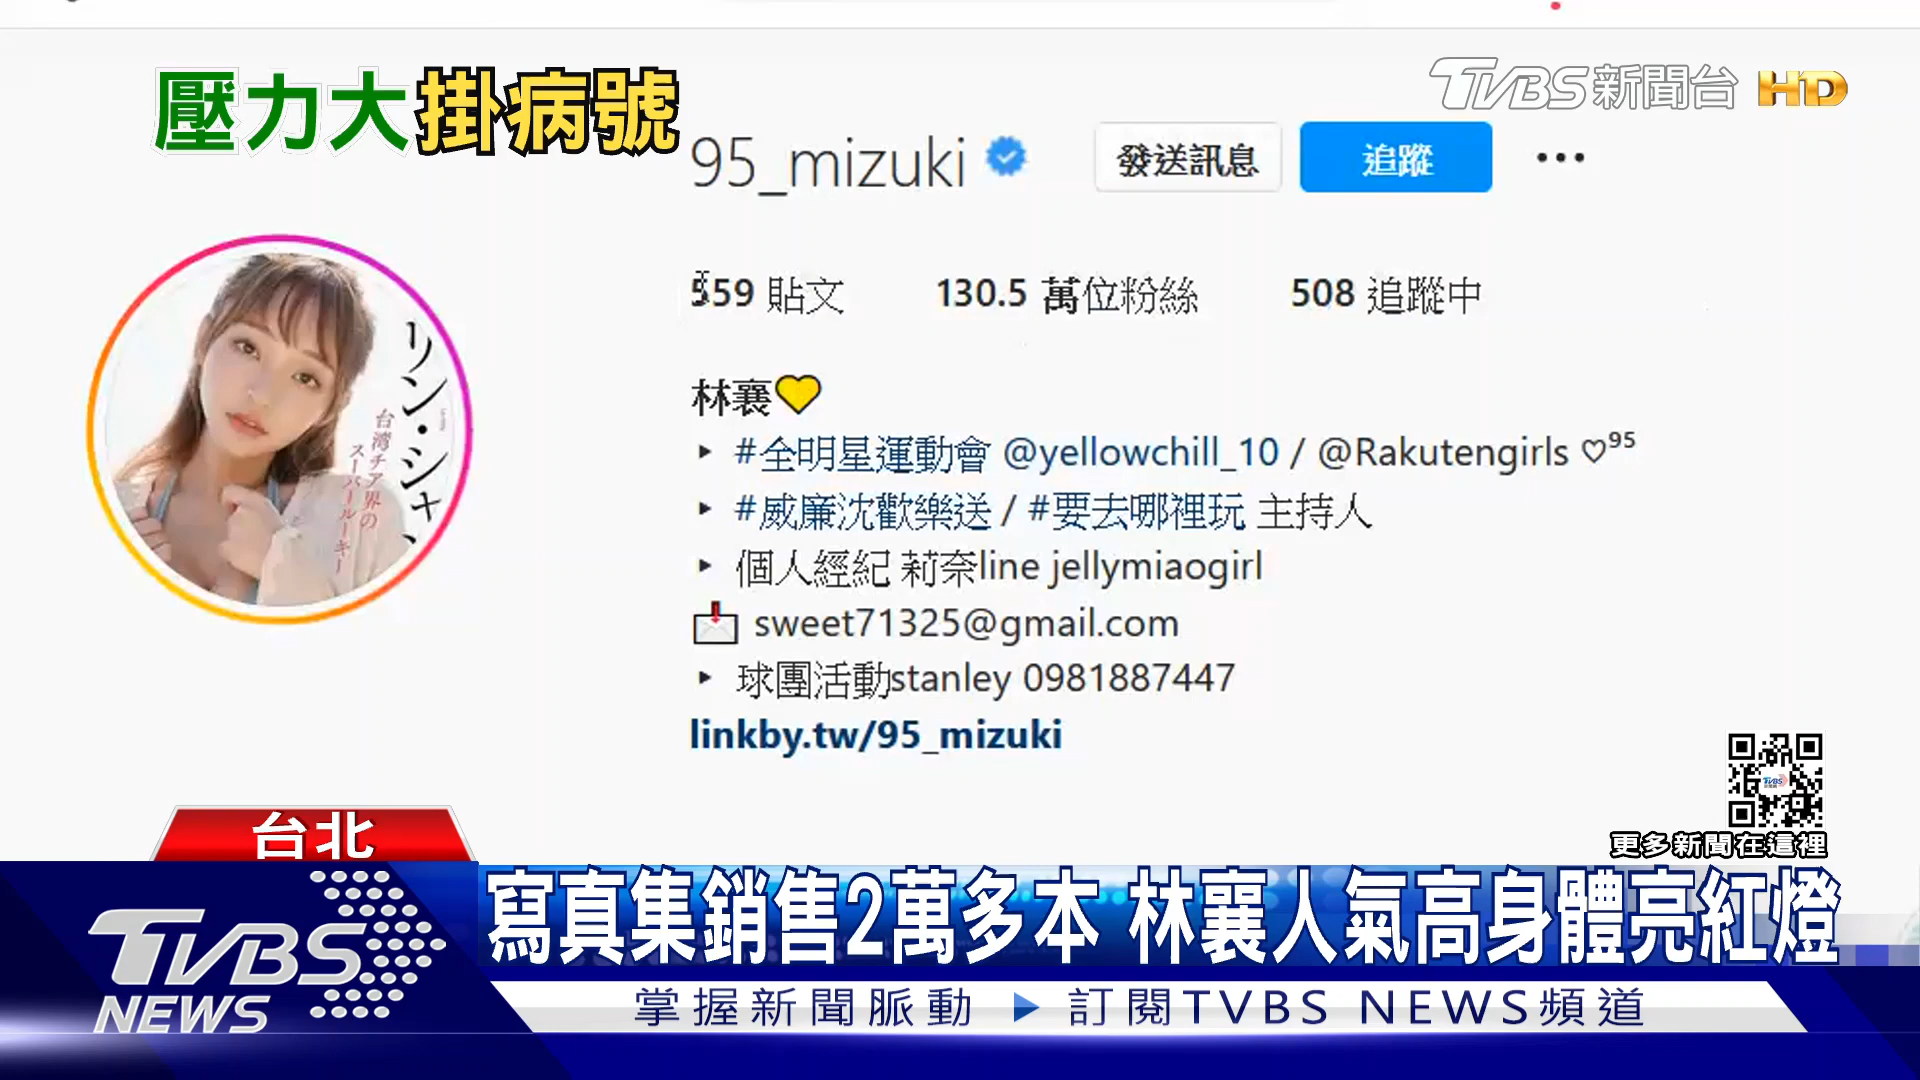 壓力大掛病號
TVBS新聞台 HD
95_mizuki
發送訊息
追蹤
559 貼文
130.5 萬位粉絲
508 追蹤中
リン・シャン
台湾チア界の
スーパールーキー
林襄💛
‣ #全明星運動會 @yellowchill_10 / @Rakutengirls ♡⁹⁵
‣ #威廉沈歡樂送 / #要去哪裡玩 主持人
‣ 個人經紀 莉奈line jellymiaogirl
📩 sweet71325@gmail.com
‣ 球團活動stanley 0981887447
linkby.tw/95_mizuki
TVBS
更多新聞在這裡
台北
寫真集銷售2萬多本 林襄人氣高身體亮紅燈
TVBS
NEWS
掌握新聞脈動 ▶ 訂閱TVBS NEWS頻道